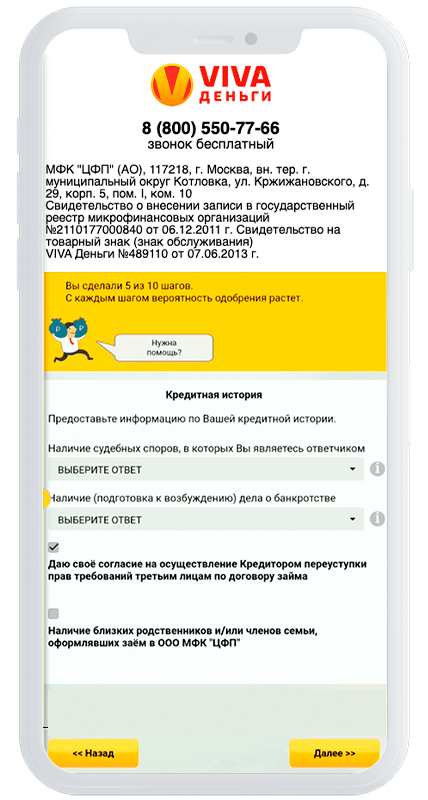 VIVA
ДЕНЬГИ
8 (800) 550-77-66
звонок бесплатный
МФК "ЦФП" (АО), 117218, г. Москва, вн. тер. г.
муниципальный округ Котловка, ул. Кржижановского, д.
29, корп. 5, пом. I, ком. 10
Свидетельство о внесении записи в государственный
реестр микрофинансовых организаций
№2110177000840 от 06.12.2011 г. Свидетельство на
товарный знак (знак обслуживания)
VIVA Деньги №489110 от 07.06.2013 г.
Вы сделали 5 из 10 шагов.
С каждым шагом вероятность одобрения растет.
₽ ₽
Нужна
помощь?
Кредитная история
Предоставьте информацию по Вашей кредитной истории.
Наличие судебных споров, в которых Вы являетесь ответчиком
ВЫБЕРИТЕ ОТВЕТ
i
Наличие (подготовка к возбуждению) дела о банкротстве
ВЫБЕРИТЕ ОТВЕТ
i
Даю своё согласие на осуществление Кредитором переуступки
прав требований третьим лицам по договору займа
Наличие близких родственников и/или членов семьи,
оформлявших заём в ООО МФК "ЦФП"
<< Назад
Далее >>